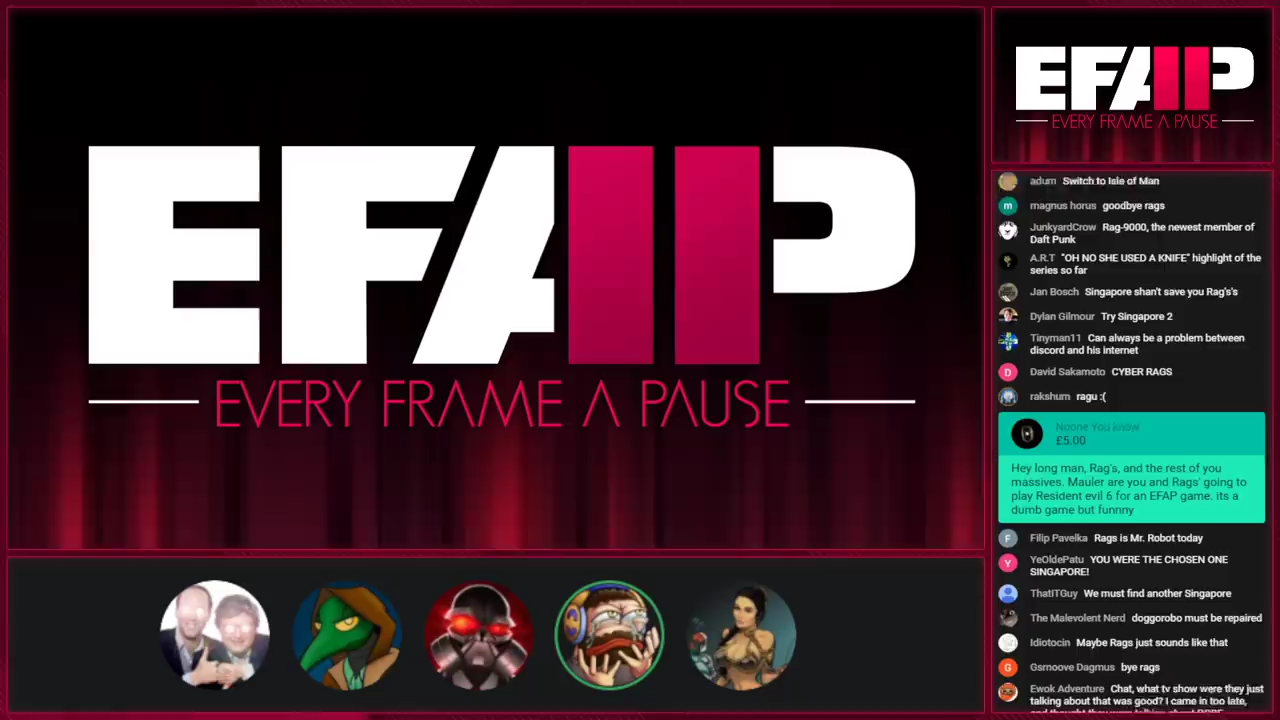 EFAP
EVERY FRAME A PAUSE
EFAP
EVERY FRAME A PAUSE
adum Switch to Isle of Man
m magnus horus goodbye rags
JunkyardCrow Rag-9000, the newest member of
Daft Punk
A.R.T "OH NO SHE USED A KNIFE" highlight of the
series so far
Jan Bosch Singapore shan't save you Rag's's
Dylan Gilmour Try Singapore 2
Tinyman11 Can always be a problem between
discord and his internet
D David Sakamoto CYBER RAGS
rakshum ragu :(
Noone You know
£5.00
Hey long man, Rag's, and the rest of you
massives. Mauler are you and Rags' going to
play Resident evil 6 for an EFAP game. its a
dumb game but funnny
F Filip Pavelka Rags is Mr. Robot today
Y YeOldePatu YOU WERE THE CHOSEN ONE
SINGAPORE!
ThatITGuy We must find another Singapore
The Malevolent Nerd doggorobo must be repaired
Idiotocin Maybe Rags just sounds like that
G Gsmoove Dagmus bye rags
Ewok Adventure Chat, what tv show were they just
talking about that was good? I came in too late,